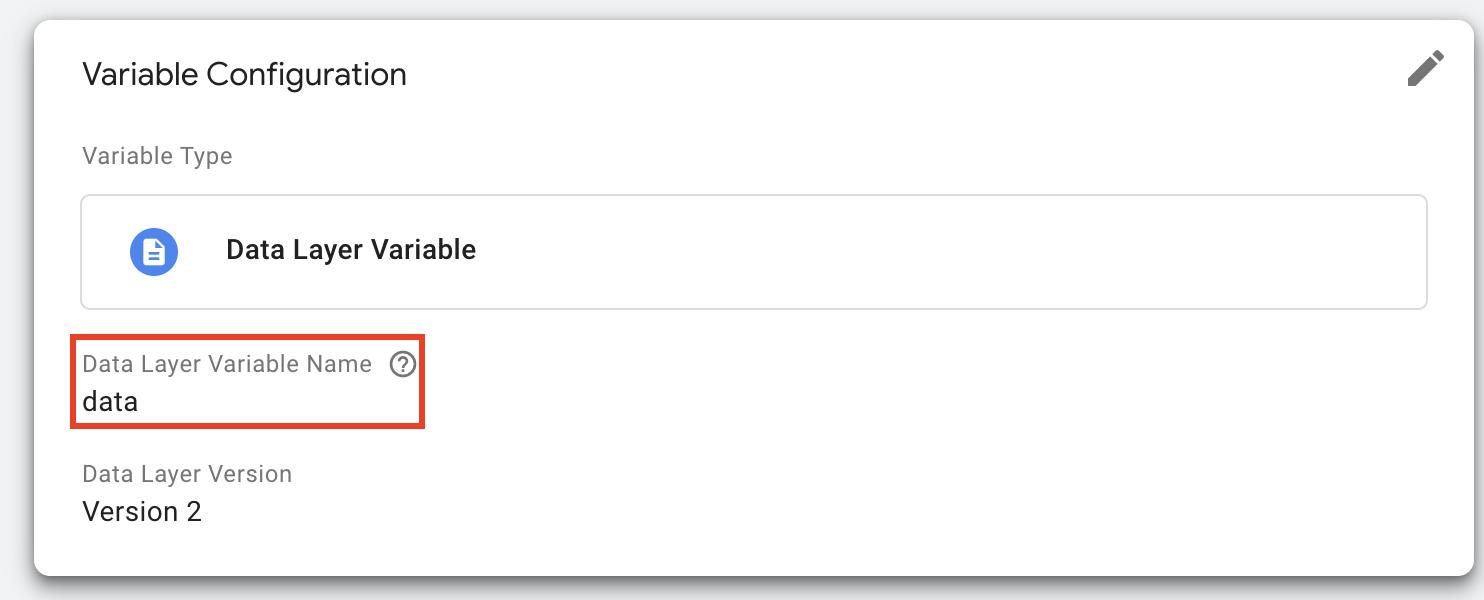 Variable Configuration
Variable Type
Data Layer Variable
Data Layer Variable Name
data
Data Layer Version
Version 2